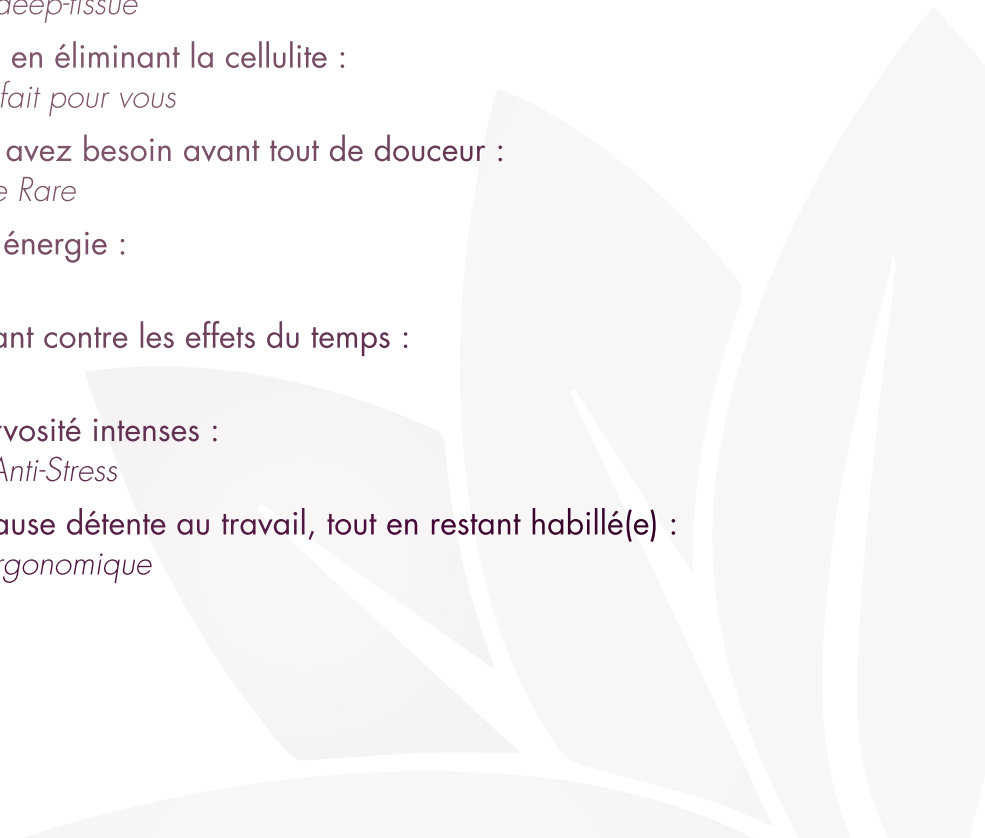 deep-tissue
en éliminant la cellulite :
fait pour vous
avez besoin avant tout de douceur :
e Rare
énergie :
ant contre les effets du temps :
vosité intenses :
Anti-Stress
ause détente au travail, tout en restant habillé(e) :
rgonomique